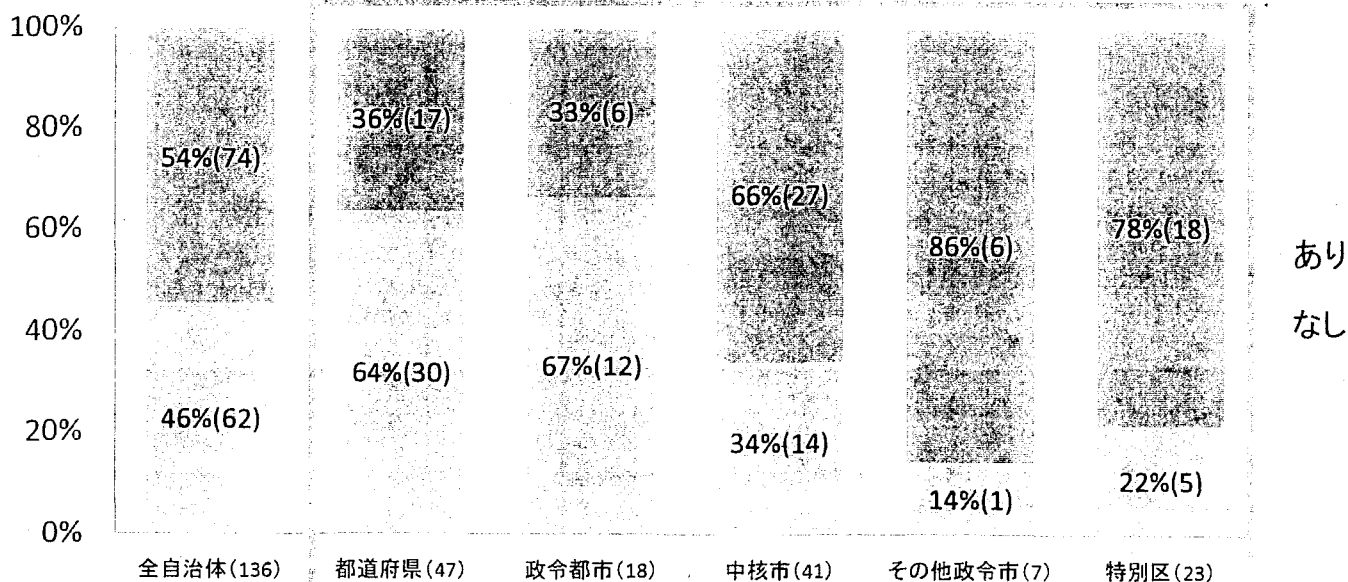 100%
80%
60%
40%
20%
0%
54%(74)
46%(62)
36%(17)
64%(30)
33%(6)
67%(12)
66%(27)
34%(14)
86%(6)
14%(1)
78%(18)
22%(5)
あり
なし
全自治体(136)
都道府県(47)
政令都市(18)
中核市(41)
その他政令市(7)
特別区(23)